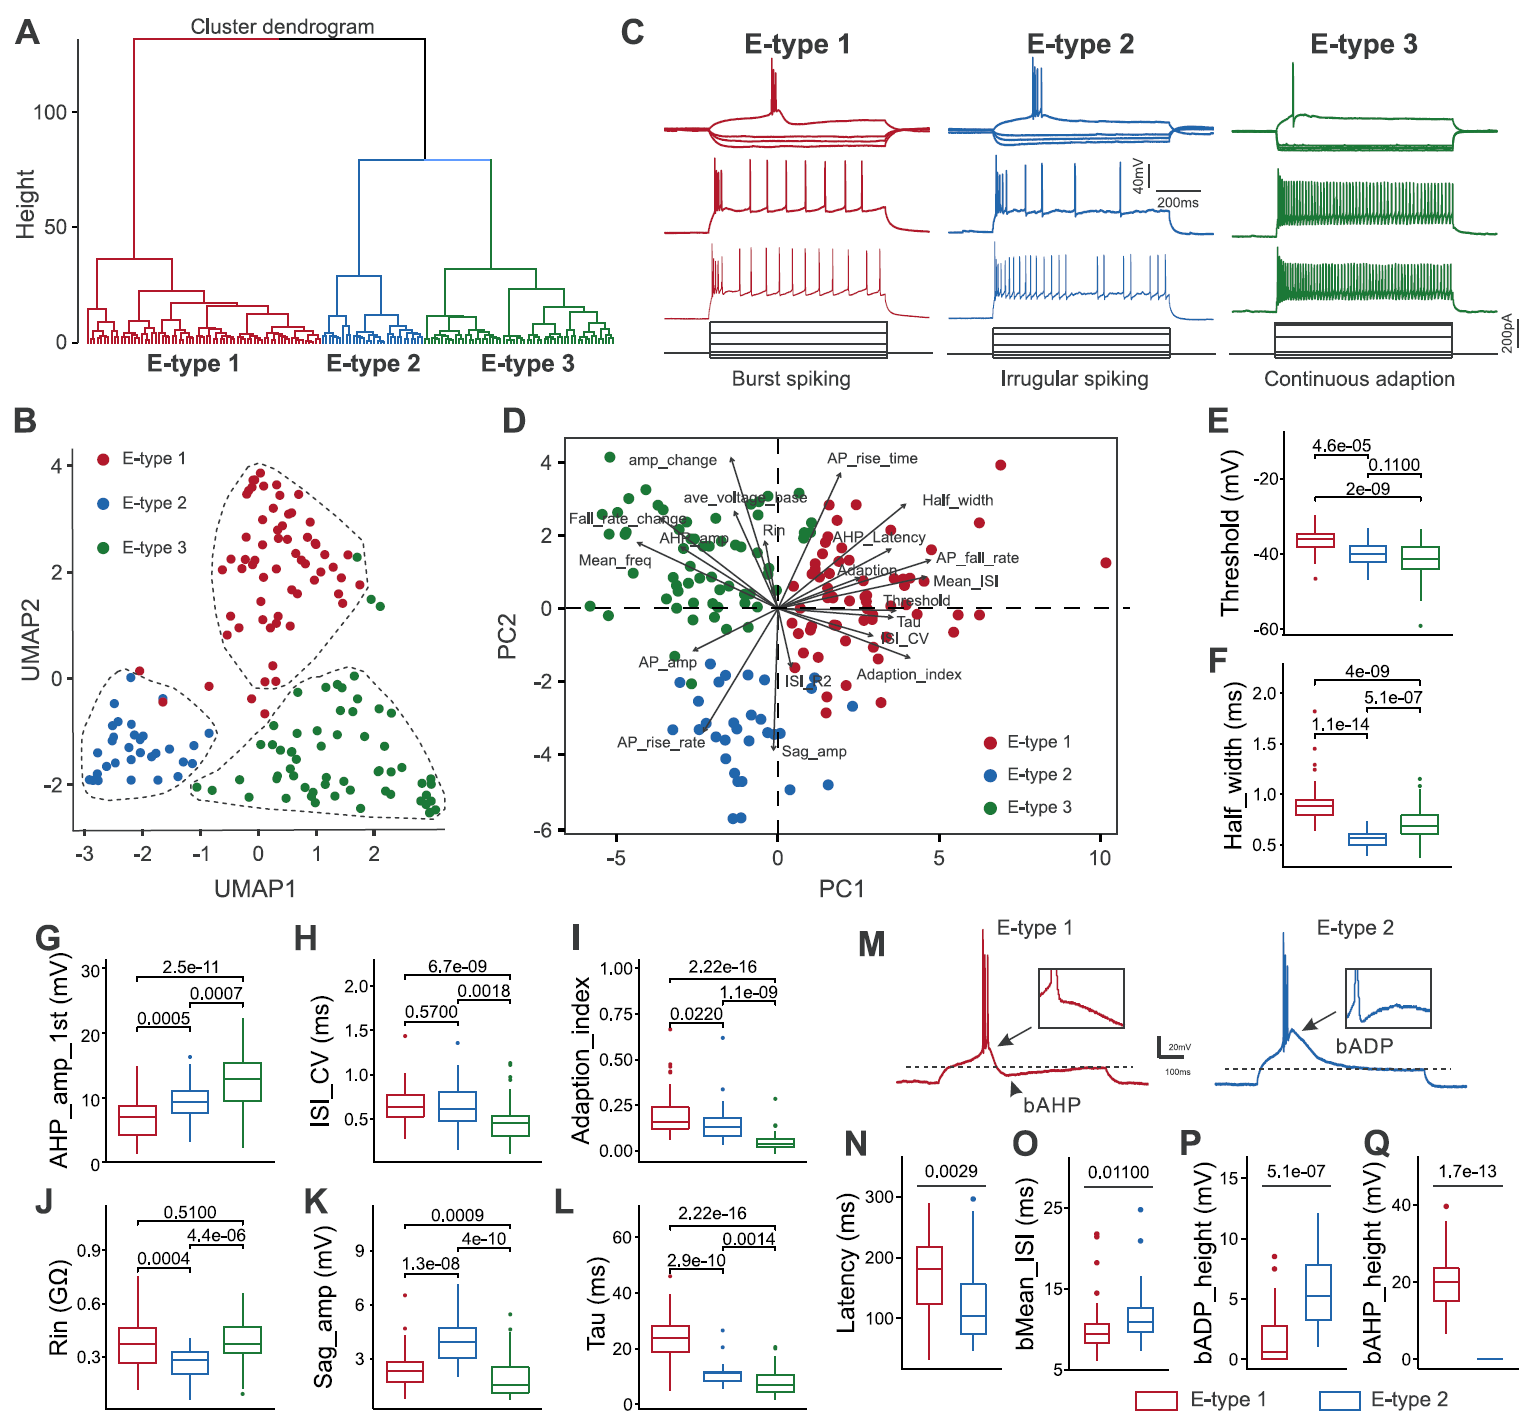 A
Cluster dendrogram
Height
100
50
0
E-type 1
E-type 2
E-type 3
C
E-type 1
E-type 2
E-type 3
40mV
200ms
200pA
Burst spiking
Irrugular spiking
Continuous adaption
B
E-type 1
E-type 2
E-type 3
UMAP2
4
2
0
-2
-3
-2
-1
0
1
2
UMAP1
D
PC2
4
2
0
-2
-4
-6
amp_change
AP_rise_time
ave_voltage_base
Half_width
Fall_rate_change
Rin
AHP_amp
AHP_Latency
Mean_freq
AP_fall_rate
Adaption
Mean_ISI
Threshold
Tau
ISI_CV
AP_amp
ISI_R2
Adaption_index
AP_rise_rate
Sag_amp
E-type 1
E-type 2
E-type 3
-5
0
5
10
PC1
E
Threshold (mV)
4.6e-05
0.1100
2e-09
-20
-40
-60
F
Half_width (ms)
4e-09
5.1e-07
1.1e-14
2.0
1.5
1.0
0.5
G
AHP_amp_1st (mV)
2.5e-11
0.0007
0.0005
30
20
10
0
H
ISI_CV (ms)
6.7e-09
0.0018
0.5700
2.0
1.5
1.0
0.5
I
Adaption_index
2.22e-16
1.1e-09
0.0220
1.00
0.75
0.50
0.25
0.00
J
Rin (GΩ)
0.5100
4.4e-06
0.0004
0.9
0.6
0.3
K
Sag_amp (mV)
0.0009
4e-10
1.3e-08
9
6
3
L
Tau (ms)
2.22e-16
0.0014
2.9e-10
60
40
20
0
M
E-type 1
E-type 2
bAHP
bADP
20mV
100ms
N
Latency (ms)
0.0029
300
200
100
O
bMean_ISI (ms)
0.01100
25
15
5
P
bADP_height (mV)
5.1e-07
15
10
5
0
Q
bAHP_height (mV)
1.7e-13
40
20
0
E-type 1
E-type 2